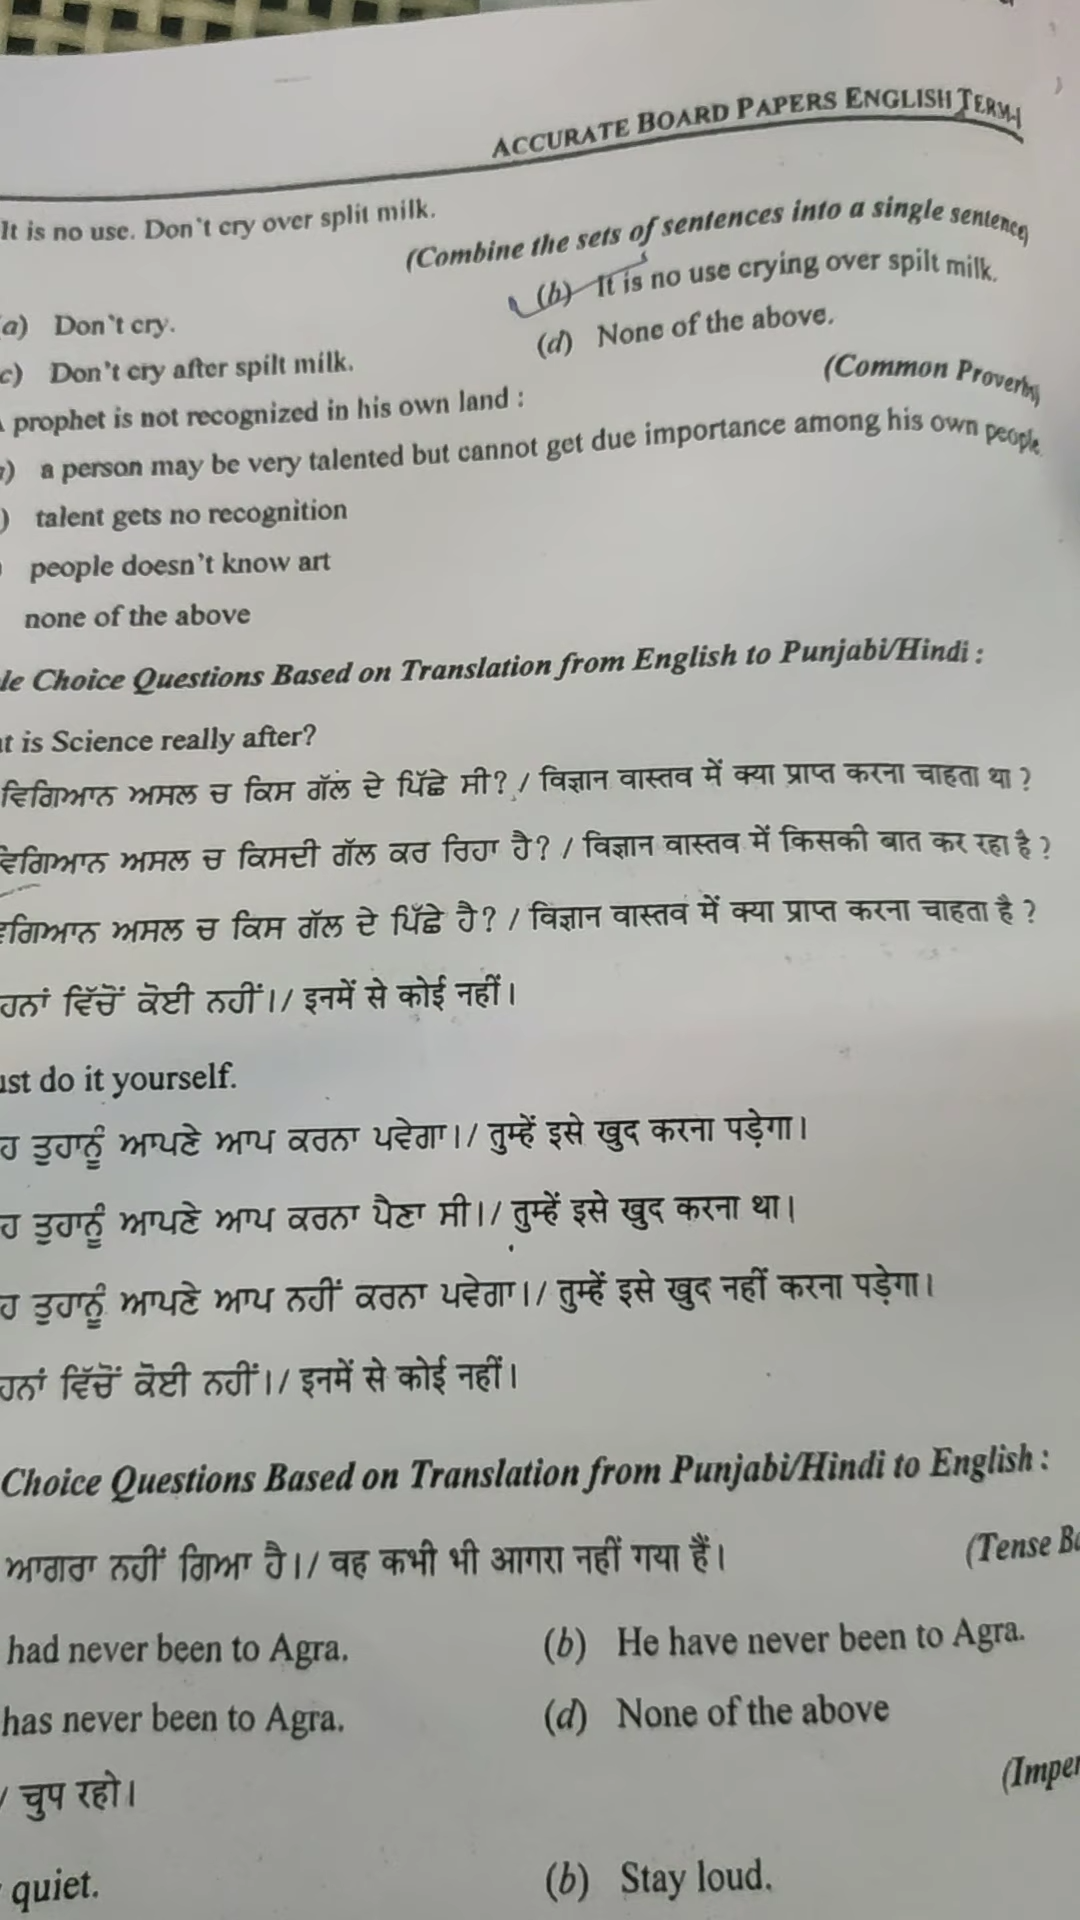 ACCURATE BOARD PAPERS ENGLISH TERM-I
It is no use. Don't cry over split milk.
(Combine the sets of sentences into a single sentence)
(a) Don't cry.
(b) It is no use crying over spilt milk.
(c) Don't cry after spilt milk.
(d) None of the above.
(Common Proverbs)
prophet is not recognized in his own land :
a person may be very talented but cannot get due importance among his own people
talent gets no recognition
people doesn't know art
none of the above
Choice Questions Based on Translation from English to Punjabi/Hindi :
is Science really after?
ਵਿਗਿਆਨ ਅਸਲ ਚ ਕਿਸ ਗੱਲ ਦੇ ਪਿੱਛੇ ਸੀ? / विज्ञान वास्तव में क्या प्राप्त करना चाहता था ?
ਵਿਗਿਆਨ ਅਸਲ ਚ ਕਿਸਦੀ ਗੱਲ ਕਰ ਰਿਹਾ ਹੈ? / विज्ञान वास्तव में किसकी बात कर रहा है ?
ਵਿਗਿਆਨ ਅਸਲ ਚ ਕਿਸ ਗੱਲ ਦੇ ਪਿੱਛੇ ਹੈ? / विज्ञान वास्तव में क्या प्राप्त करना चाहता है ?
ਵਿੱਚੋਂ ਕੋਈ ਨਹੀਂ।/ इनमें से कोई नहीं।
do it yourself.
ਤੁਹਾਨੂੰ ਆਪਣੇ ਆਪ ਕਰਨਾ ਪਵੇਗਾ।/ तुम्हें इसे खुद करना पड़ेगा।
ਤੁਹਾਨੂੰ ਆਪਣੇ ਆਪ ਕਰਨਾ ਪੈਣਾ ਸੀ।/ तुम्हें इसे खुद करना था।
ਤੁਹਾਨੂੰ ਆਪਣੇ ਆਪ ਨਹੀਂ ਕਰਨਾ ਪਵੇਗਾ।/ तुम्हें इसे खुद नहीं करना पड़ेगा।
ਵਿੱਚੋਂ ਕੋਈ ਨਹੀਂ।/ इनमें से कोई नहीं।
Choice Questions Based on Translation from Punjabi/Hindi to English :
ਆਗਰਾ ਨਹੀਂ ਗਿਆ ਹੈ।/ वह कभी भी आगरा नहीं गया हैं।
(Tense
had never been to Agra.
(b) He have never been to Agra.
has never been to Agra.
(d) None of the above
/ चुप रहो।
quiet.
(b) Stay loud.